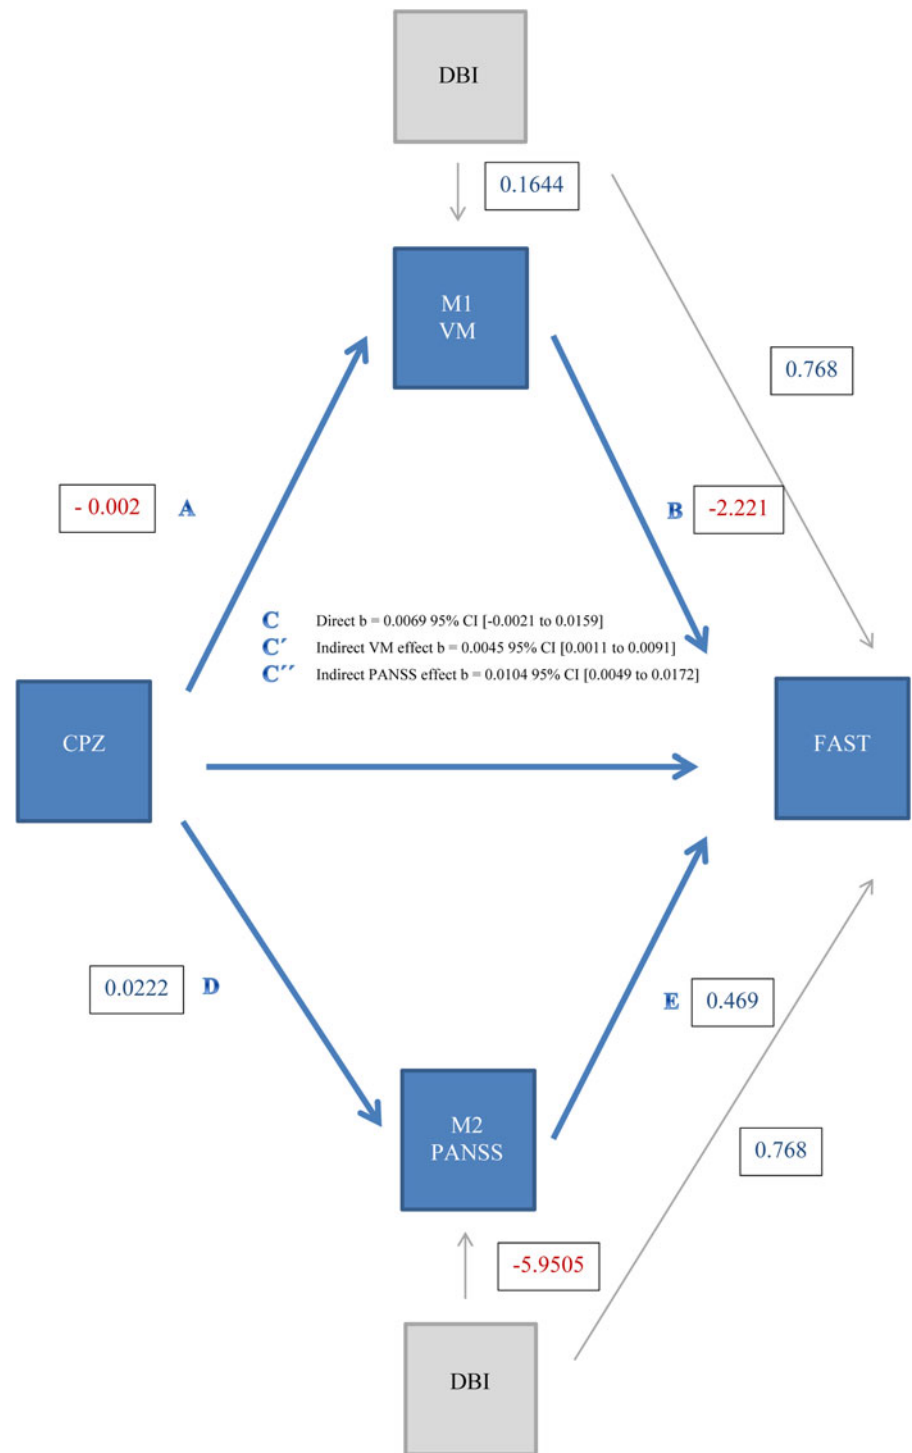 DBI
0.1644
M1
VM
0.768
- 0.002 A
B -2.221
C Direct b = 0.0069 95% CI [-0.0021 to 0.0159]
C′ Indirect VM effect b = 0.0045 95% CI [0.0011 to 0.0091]
C′′ Indirect PANSS effect b = 0.0104 95% CI [0.0049 to 0.0172]
CPZ
FAST
0.0222 D
E 0.469
M2
PANSS
0.768
-5.9505
DBI